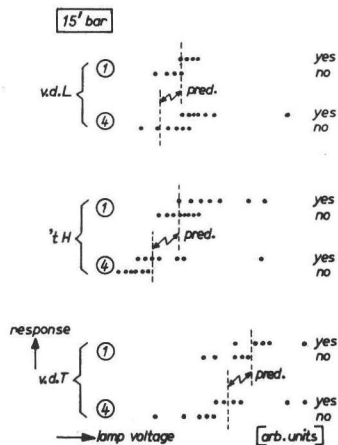 15' bar
yes
① no
v.d.L pred.
④ yes
no
① yes
no
'tH pred.
④ yes
no
response
① yes
no
v.d.T pred.
④ yes
no
lamp voltage [arb. units]